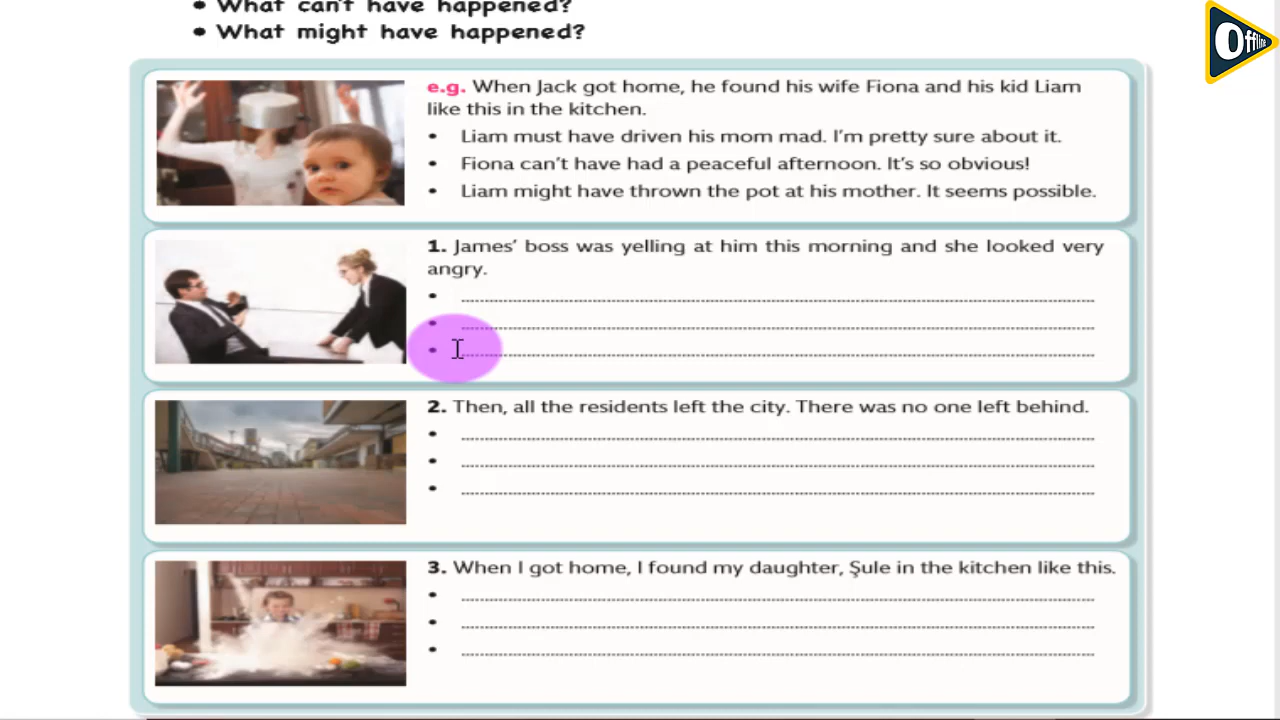 • What can't have happened?
• What might have happened?
Offline
e.g. When Jack got home, he found his wife Fiona and his kid Liam
like this in the kitchen.
• Liam must have driven his mom mad. I'm pretty sure about it.
• Fiona can't have had a peaceful afternoon. It's so obvious!
• Liam might have thrown the pot at his mother. It seems possible.
1. James' boss was yelling at him this morning and she looked very
angry.
2. Then, all the residents left the city. There was no one left behind.
3. When I got home, I found my daughter, Şule in the kitchen like this.